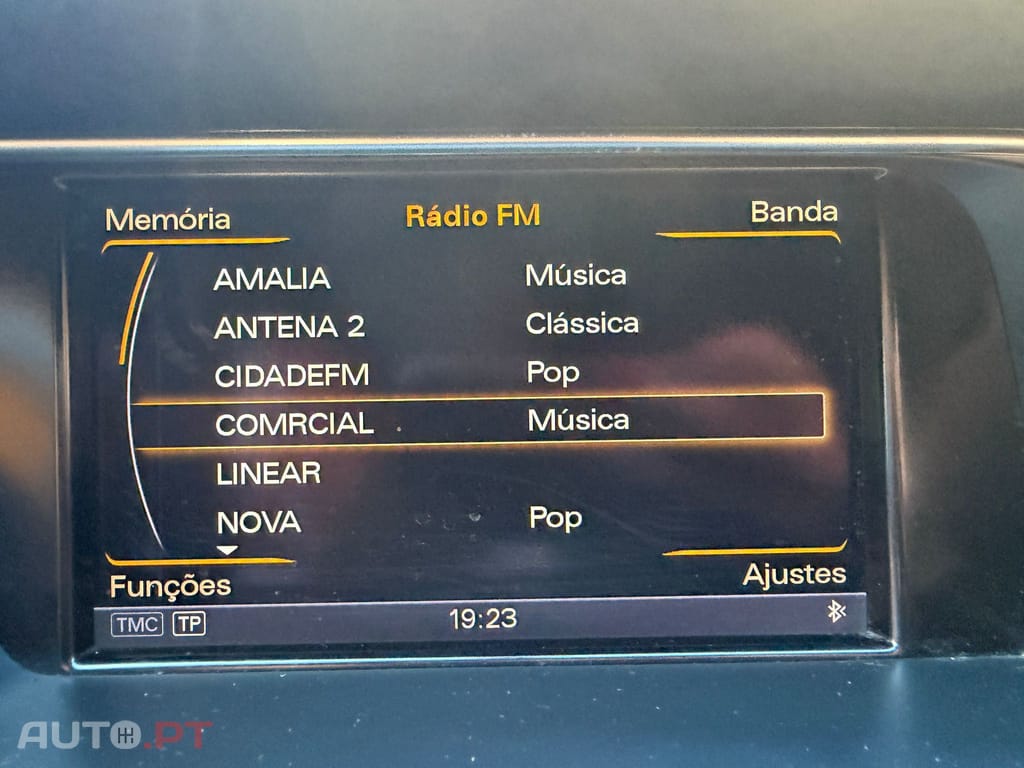 Memória Rádio FM Banda
AMALIA Música
ANTENA 2 Clássica
CIDADEFM Pop
COMRCIAL Música
LINEAR
NOVA Pop
Funções Ajustes
TMC TP 19:23
AUTO.PT